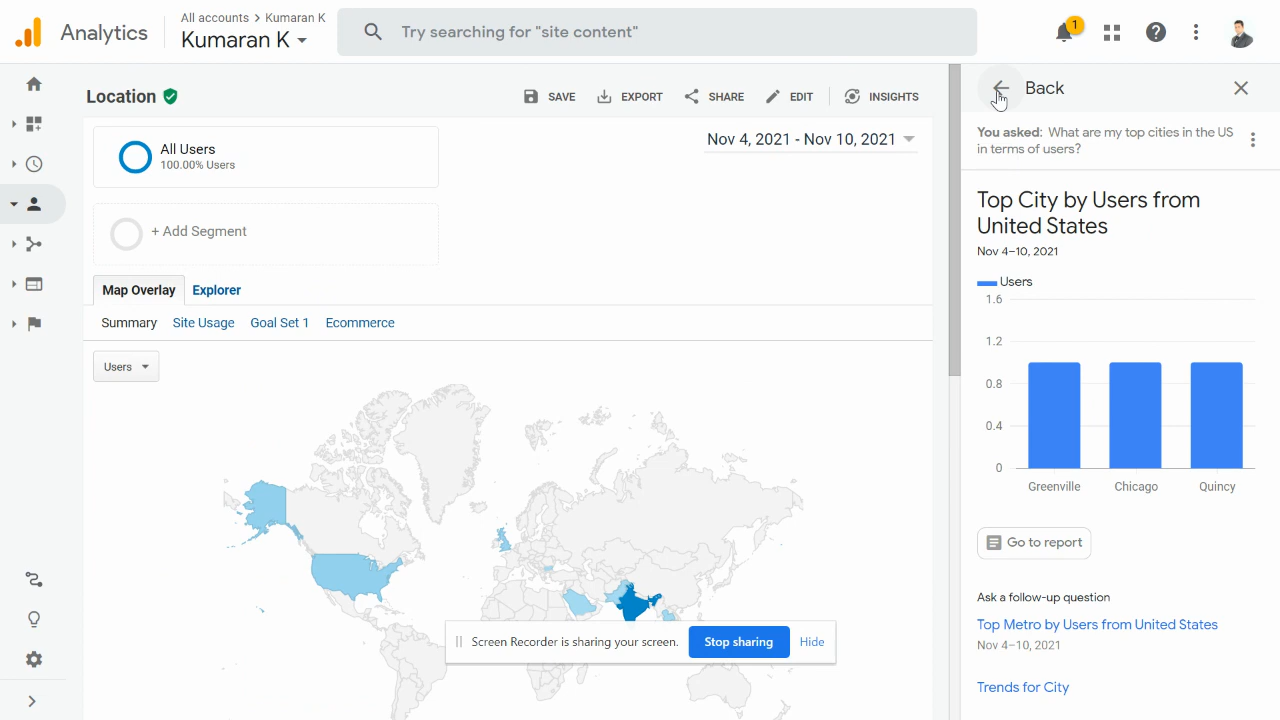 Analytics
All accounts > Kumaran K
Kumaran K
Try searching for "site content"
1
Location
SAVE
EXPORT
SHARE
EDIT
INSIGHTS
All Users
100.00% Users
Nov 4, 2021 - Nov 10, 2021
+ Add Segment
Map Overlay
Explorer
Summary
Site Usage
Goal Set 1
Ecommerce
Users
Screen Recorder is sharing your screen.
Stop sharing
Hide
Back
You asked: What are my top cities in the US
in terms of users?
Top City by Users from
United States
Nov 4–10, 2021
Users
1.6
1.2
0.8
0.4
0
Greenville
Chicago
Quincy
Go to report
Ask a follow-up question
Top Metro by Users from United States
Nov 4–10, 2021
Trends for City